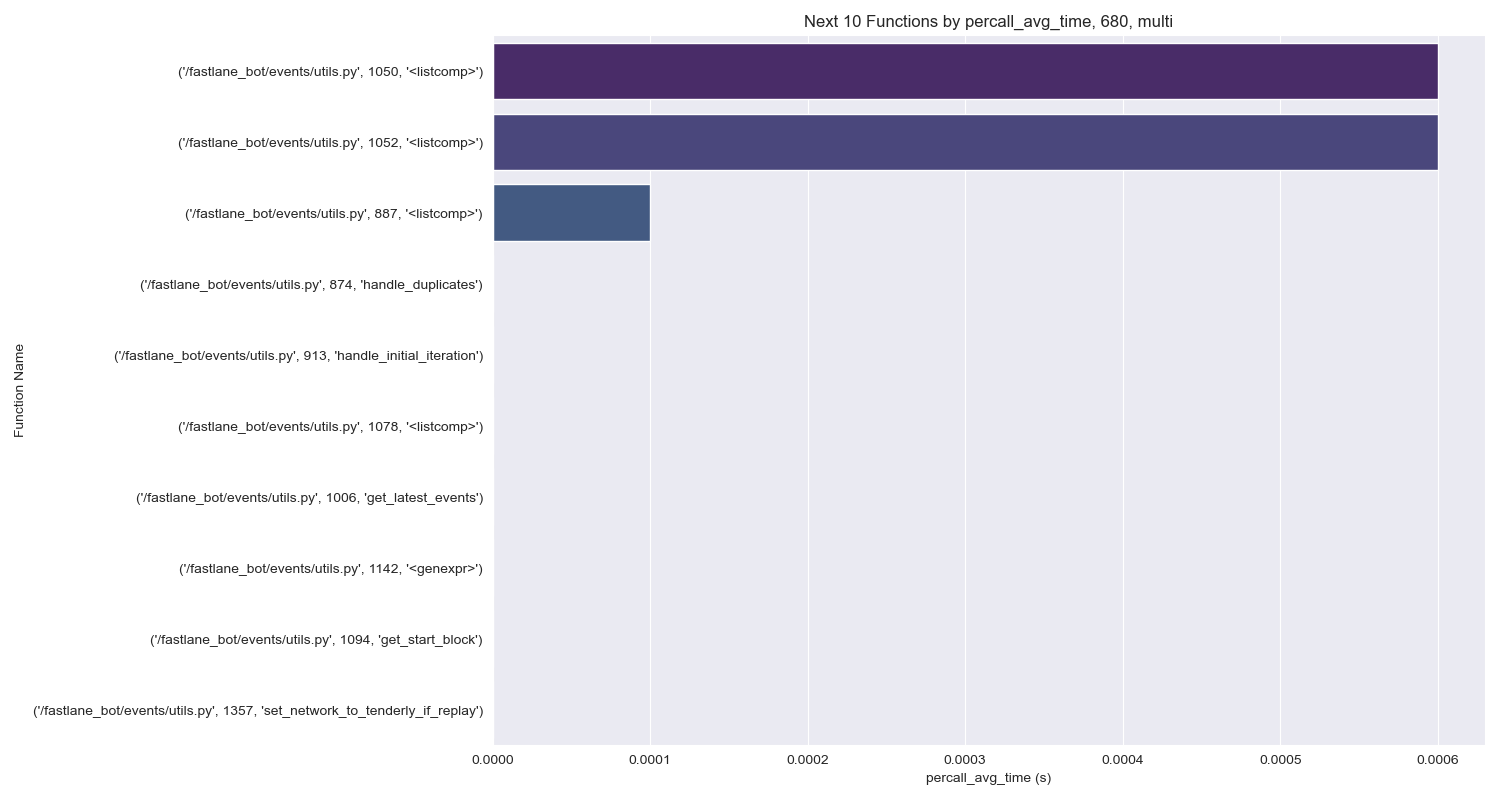 Next 10 Functions by percall_avg_time, 680, multi
Function Name
('/fastlane_bot/events/utils.py', 1050, '<listcomp>')
('/fastlane_bot/events/utils.py', 1052, '<listcomp>')
('/fastlane_bot/events/utils.py', 887, '<listcomp>')
('/fastlane_bot/events/utils.py', 874, 'handle_duplicates')
('/fastlane_bot/events/utils.py', 913, 'handle_initial_iteration')
('/fastlane_bot/events/utils.py', 1078, '<listcomp>')
('/fastlane_bot/events/utils.py', 1006, 'get_latest_events')
('/fastlane_bot/events/utils.py', 1142, '<genexpr>')
('/fastlane_bot/events/utils.py', 1094, 'get_start_block')
('/fastlane_bot/events/utils.py', 1357, 'set_network_to_tenderly_if_replay')
0.0000 0.0001 0.0002 0.0003 0.0004 0.0005 0.0006
percall_avg_time (s)